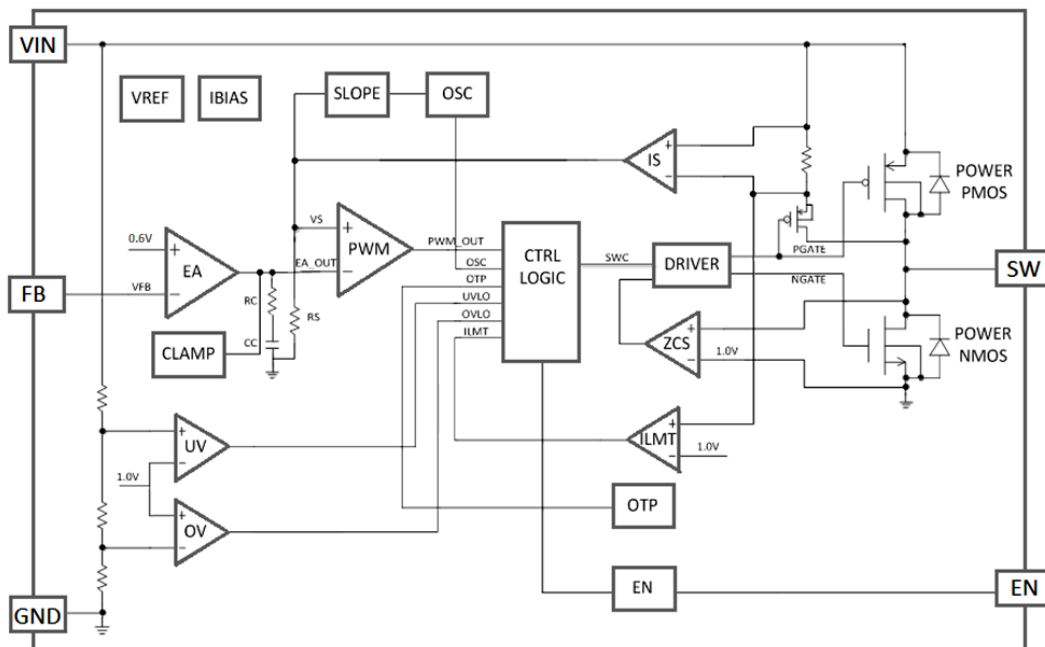 VIN
VREF
IBIAS
SLOPE
OSC
+
IS
−
POWER
PMOS
VS
+
PWM
−
0.6V
+
EA
−
EA_OUT
PWM_OUT
OSC
OTP
UVLO
OVLO
ILMT
CTRL
LOGIC
SWC
DRIVER
PGATE
NGATE
SW
FB
VFB
RC
RS
CC
CLAMP
+
ZCS
−
1.0V
POWER
NMOS
+
UV
−
1.0V
+
OV
−
+
ILMT
−
1.0V
OTP
EN
EN
GND